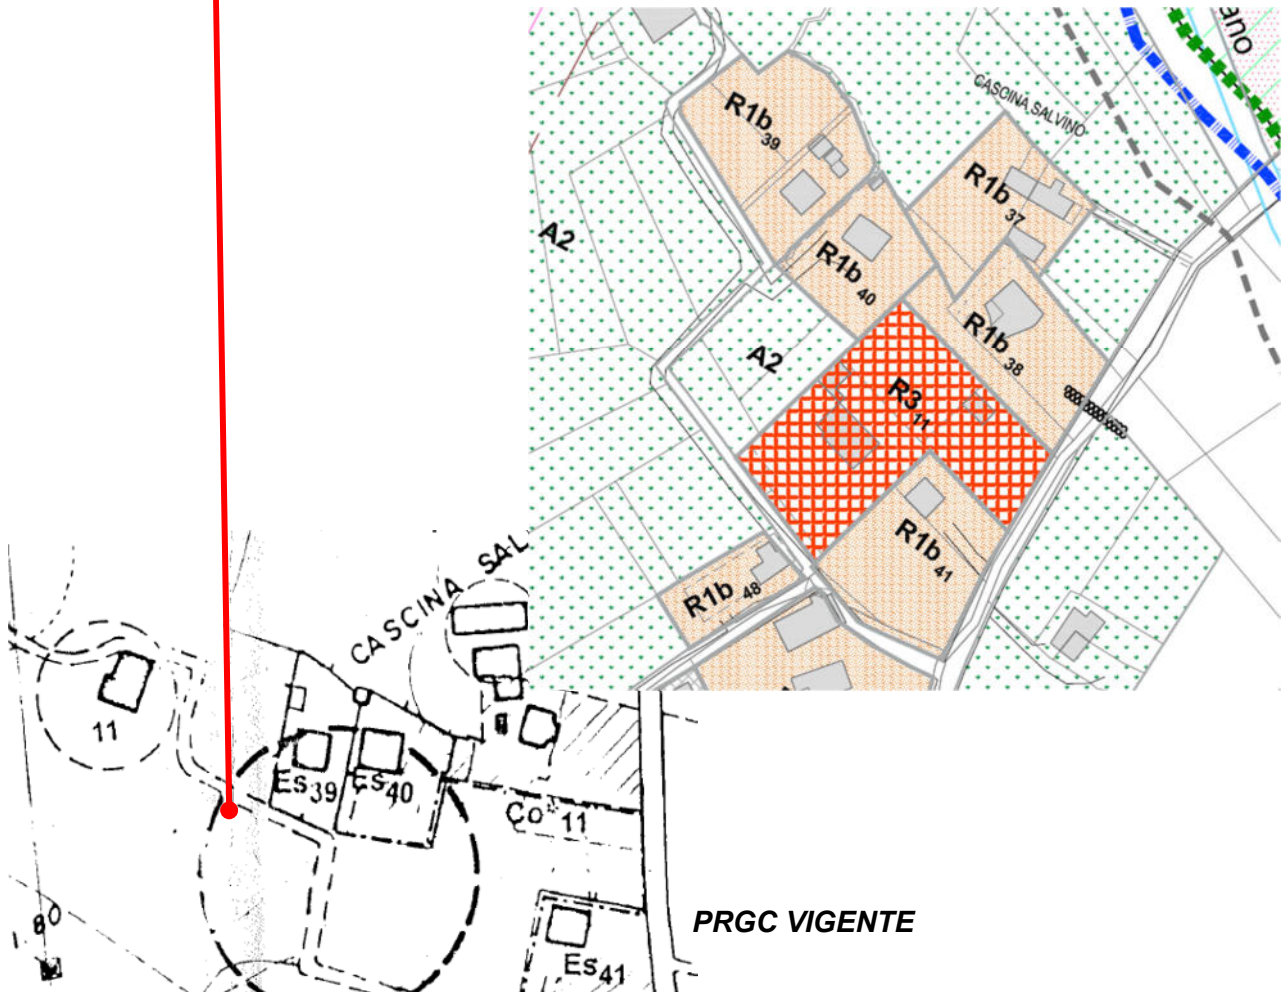 ano
CASCINA SALVINO
R1b 39
R1b 37
A2
R1b 40
R1b 38
A2
R3 11
R1b 41
R1b 48
CASCINA SAL
11
Es 39
Es 40
Co 11
1.80
Es 41
PRGC VIGENTE